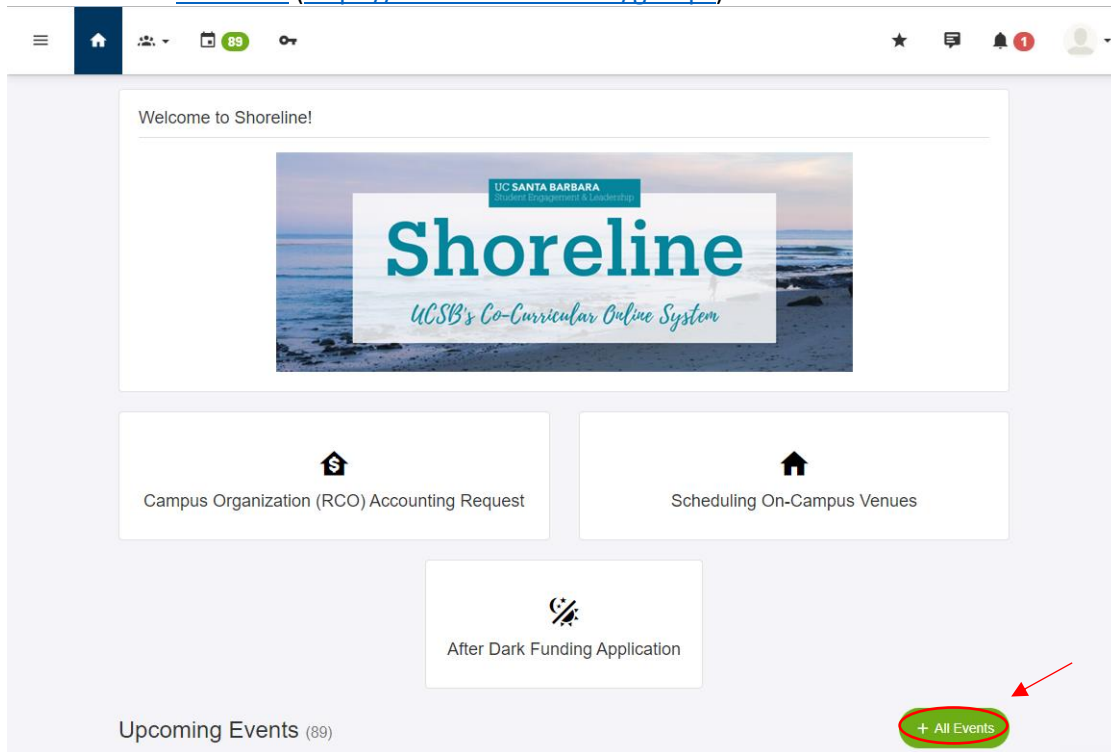 89
1
Welcome to Shoreline!
UC SANTA BARBARA
Student Engagement & Leadership
Shoreline
UCSB's Co-Curricular Online System
Campus Organization (RCO) Accounting Request
Scheduling On-Campus Venues
After Dark Funding Application
Upcoming Events (89)
+ All Events